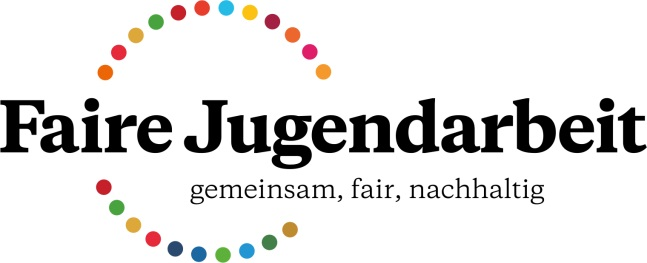 Faire Jugendarbeit
gemeinsam, fair, nachhaltig